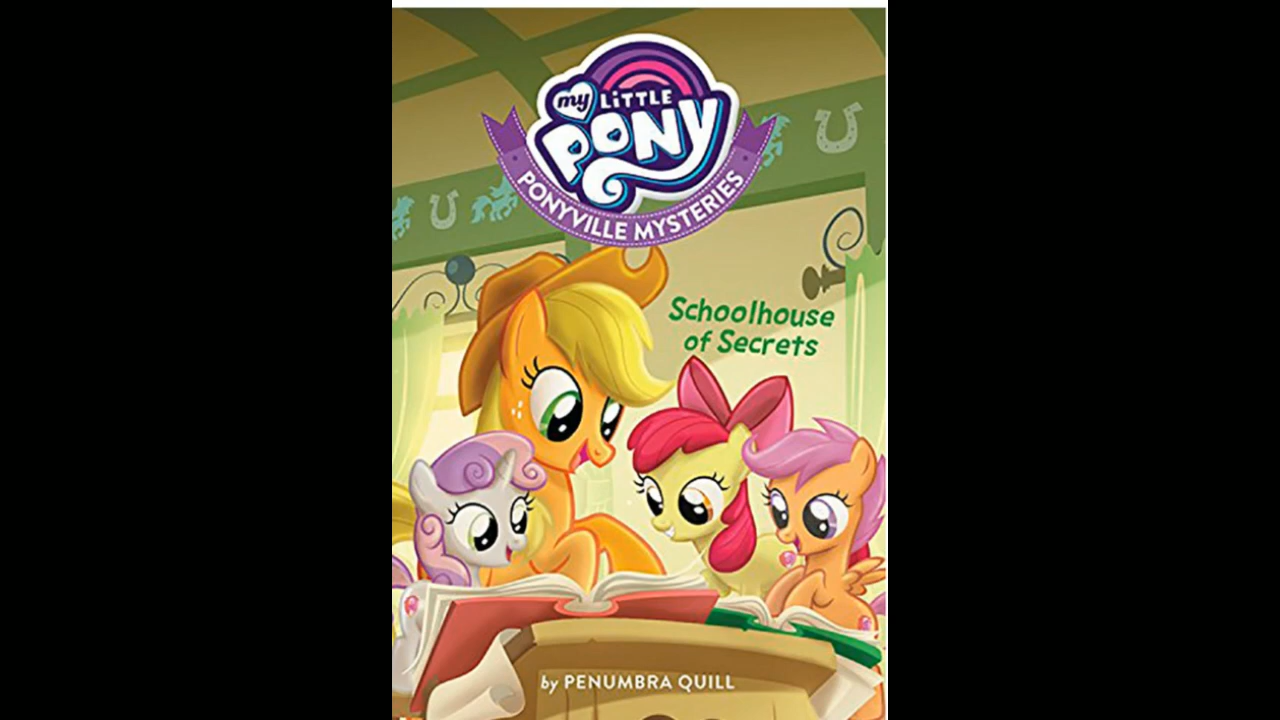 my LiTTLE
PONY
PONYVILLE MYSTERIES
Schoolhouse
of Secrets
by PENUMBRA QUILL